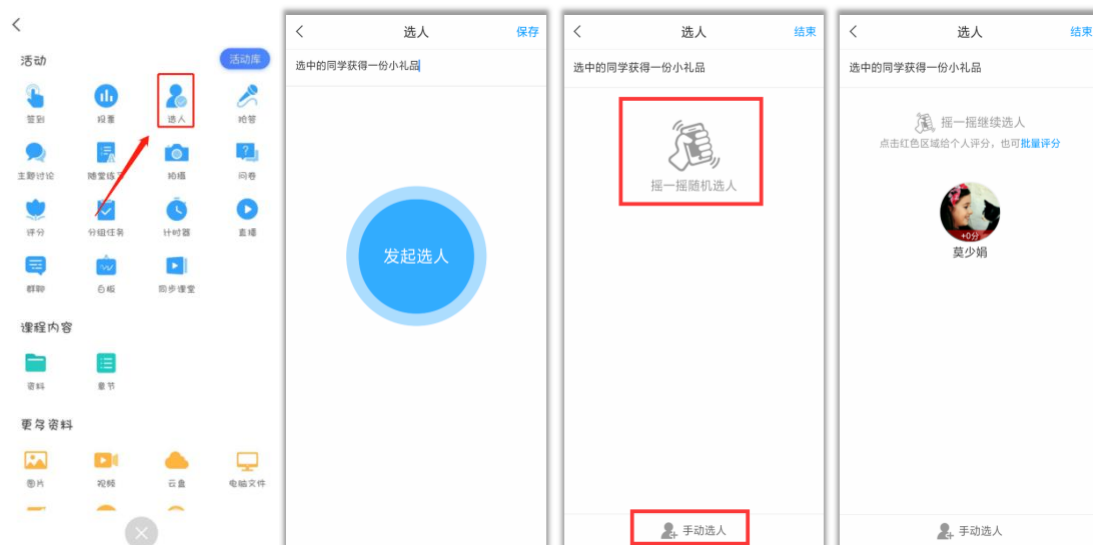 活动
活动库
签到
投票
选人
抢答
主题讨论
随堂练习
拍摄
问卷
评分
分组任务
计时器
直播
群聊
白板
同步课堂
课程内容
资料
章节
更多资料
图片
视频
云盘
电脑文件
选人
保存
选中的同学获得一份小礼品
发起选人
选人
结束
选中的同学获得一份小礼品
摇一摇随机选人
手动选人
选人
结束
选中的同学获得一份小礼品
摇一摇继续选人
点击红色区域给个人评分，也可批量评分
+0分
莫少娟
手动选人